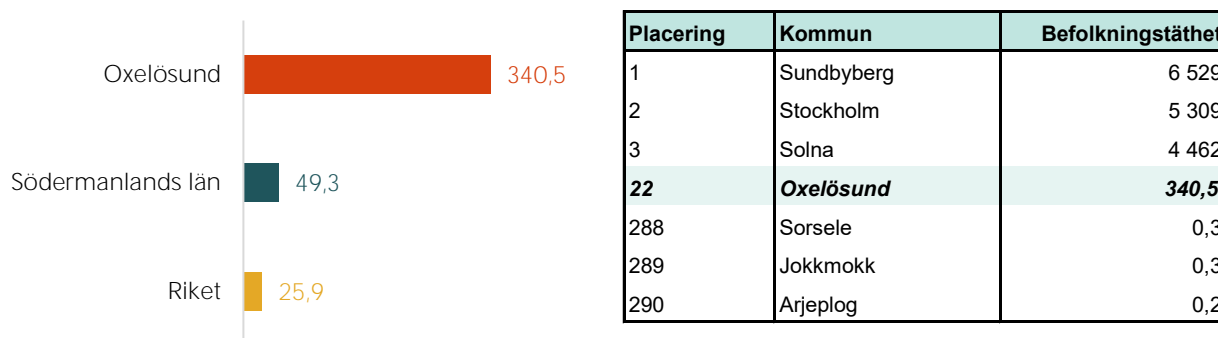 Oxelösund 340,5
Södermanlands län 49,3
Riket 25,9
Placering Kommun Befolkningstäthet
1 Sundbyberg 6 529
2 Stockholm 5 309
3 Solna 4 462
22 Oxelösund 340,5
288 Sorsele 0,3
289 Jokkmokk 0,3
290 Arjeplog 0,2